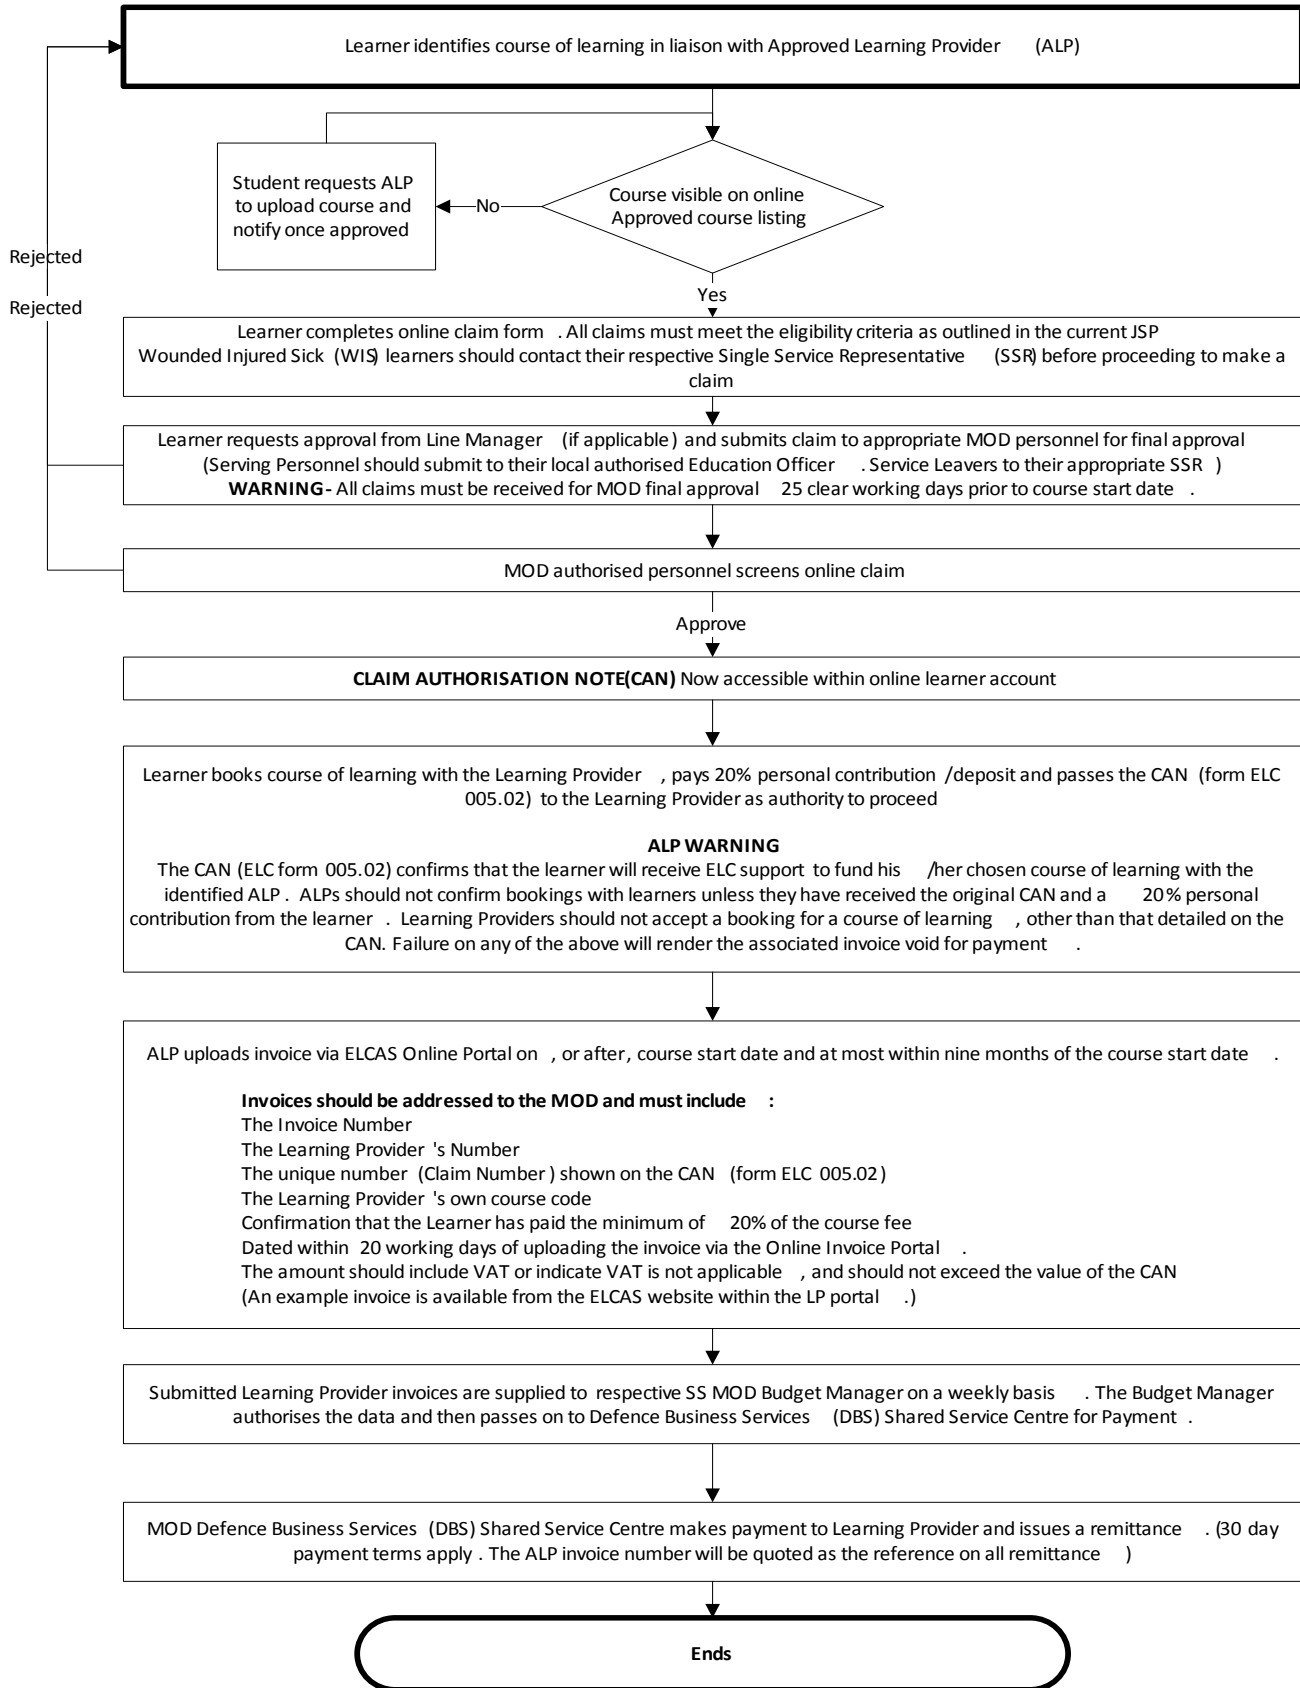 Learner identifies course of learning in liaison with Approved Learning Provider (ALP)
Student requests ALP
to upload course and
notify once approved
No
Course visible on online
Approved course listing
Rejected
Rejected
Yes
Learner completes online claim form . All claims must meet the eligibility criteria as outlined in the current JSP
Wounded Injured Sick (WIS) learners should contact their respective Single Service Representative (SSR) before proceeding to make a
claim
Learner requests approval from Line Manager (if applicable) and submits claim to appropriate MOD personnel for final approval
(Serving Personnel should submit to their local authorised Education Officer . Service Leavers to their appropriate SSR )
WARNING- All claims must be received for MOD final approval 25 clear working days prior to course start date .
MOD authorised personnel screens online claim
Approve
CLAIM AUTHORISATION NOTE(CAN) Now accessible within online learner account
Learner books course of learning with the Learning Provider , pays 20% personal contribution /deposit and passes the CAN (form ELC
005.02) to the Learning Provider as authority to proceed
ALP WARNING
The CAN (ELC form 005.02) confirms that the learner will receive ELC support to fund his /her chosen course of learning with the
identified ALP . ALPs should not confirm bookings with learners unless they have received the original CAN and a 20% personal
contribution from the learner . Learning Providers should not accept a booking for a course of learning , other than that detailed on the
CAN. Failure on any of the above will render the associated invoice void for payment .
ALP uploads invoice via ELCAS Online Portal on , or after, course start date and at most within nine months of the course start date .
Invoices should be addressed to the MOD and must include :
The Invoice Number
The Learning Provider 's Number
The unique number (Claim Number ) shown on the CAN (form ELC 005.02)
The Learning Provider 's own course code
Confirmation that the Learner has paid the minimum of 20% of the course fee
Dated within 20 working days of uploading the invoice via the Online Invoice Portal .
The amount should include VAT or indicate VAT is not applicable , and should not exceed the value of the CAN
(An example invoice is available from the ELCAS website within the LP portal .)
Submitted Learning Provider invoices are supplied to respective SS MOD Budget Manager on a weekly basis . The Budget Manager
authorises the data and then passes on to Defence Business Services (DBS) Shared Service Centre for Payment .
MOD Defence Business Services (DBS) Shared Service Centre makes payment to Learning Provider and issues a remittance . (30 day
payment terms apply . The ALP invoice number will be quoted as the reference on all remittance )
Ends